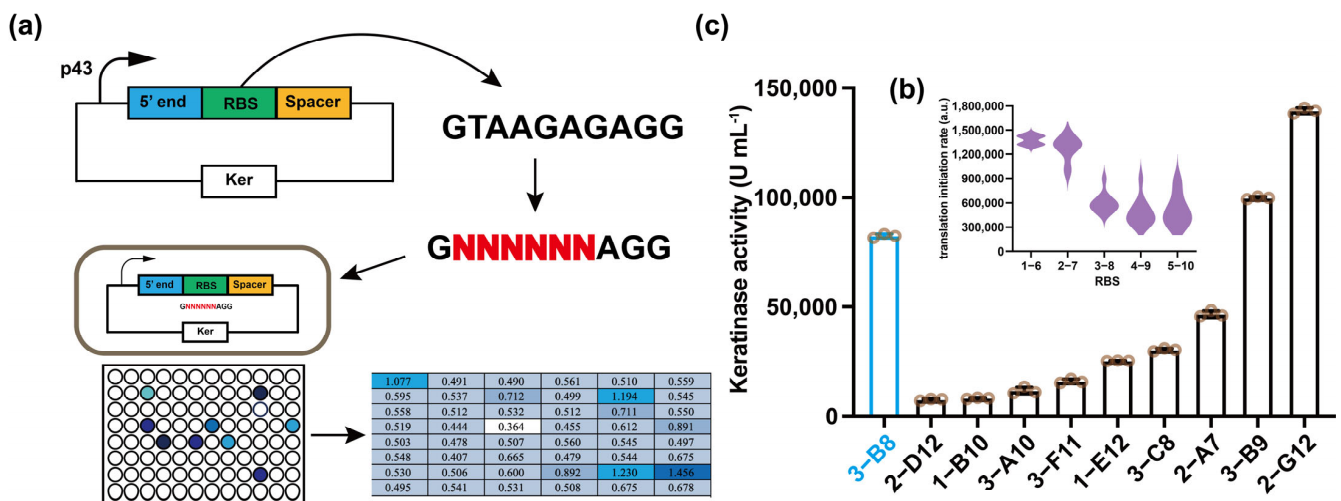 (a)
p43
5' end RBS Spacer
Ker
GTAAGAGAGG
GNNNNNNAGG
5' end RBS Spacer
GNNNNNNAGG
Ker
1.077 0.491 0.490 0.561 0.510 0.559
0.595 0.537 0.712 0.499 1.194 0.545
0.558 0.512 0.532 0.512 0.711 0.550
0.519 0.444 0.364 0.455 0.612 0.891
0.503 0.478 0.507 0.560 0.545 0.497
0.548 0.407 0.665 0.479 0.544 0.675
0.530 0.506 0.600 0.892 1.230 1.456
0.495 0.541 0.531 0.508 0.675 0.678
(c)
Keratinase activity (U mL⁻¹)
150,000
100,000
50,000
0
3−B8 2−D12 1−B10 3−A10 3−F11 1−E12 3−C8 2−A7 3−B9 2−G12
(b)
translation initiation rate (a.u.)
1,800,000
1,500,000
1,200,000
900,000
600,000
300,000
0
1−6 2−7 3−8 4−9 5−10
RBS